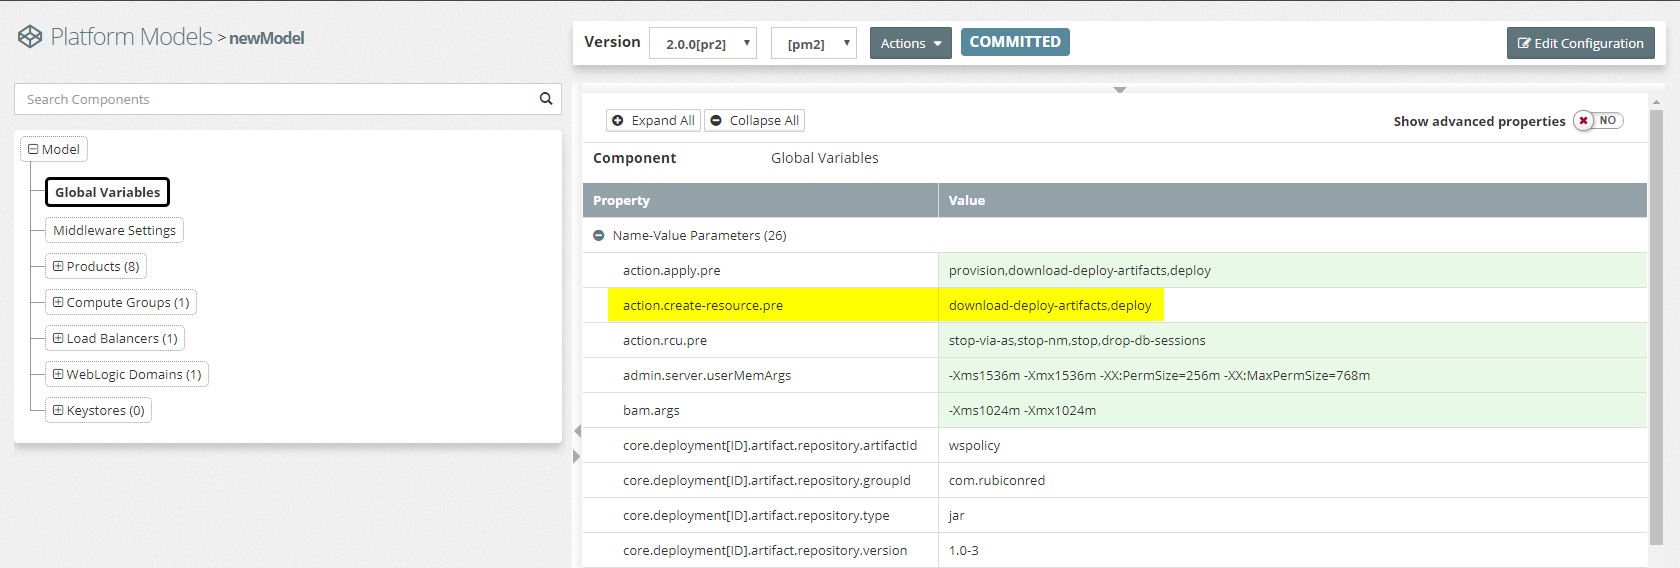 Platform Models > newModel
Version 2.0.0[pr2] [pm2] Actions COMMITTED Edit Configuration
Search Components
Model
Global Variables
Middleware Settings
Products (8)
Compute Groups (1)
Load Balancers (1)
WebLogic Domains (1)
Keystores (0)
Expand All Collapse All Show advanced properties NO
Component Global Variables
Property Value
Name-Value Parameters (26)
action.apply.pre provision,download-deploy-artifacts,deploy
action.create-resource.pre download-deploy-artifacts,deploy
action.rcu.pre stop-via-as,stop-nm,stop,drop-db-sessions
admin.server.userMemArgs -Xms1536m -Xmx1536m -XX:PermSize=256m -XX:MaxPermSize=768m
bam.args -Xms1024m -Xmx1024m
core.deployment[ID].artifact.repository.artifactId wspolicy
core.deployment[ID].artifact.repository.groupId com.rubiconred
core.deployment[ID].artifact.repository.type jar
core.deployment[ID].artifact.repository.version 1.0-3